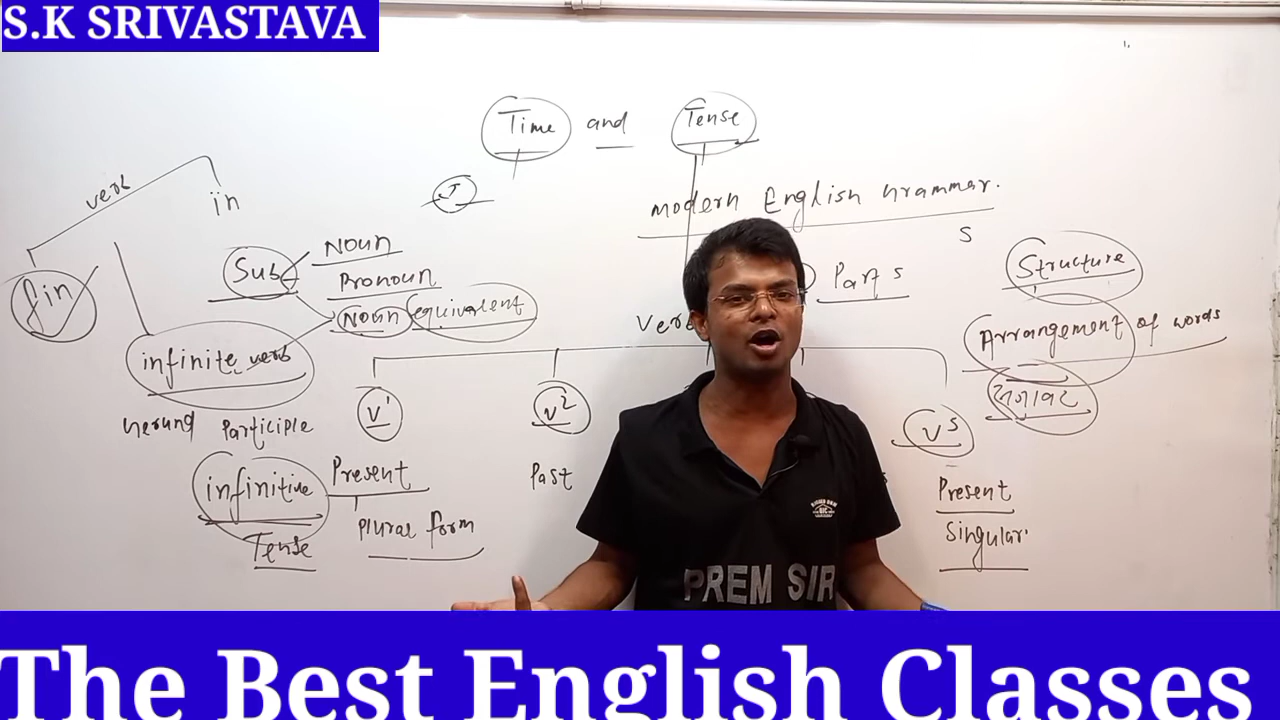 S.K SRIVASTAVA
Time and Tense
modern English Grammar.
verb
in
fin
Sub
Noun
Pronoun
Noun equivalent
infinite verb
Gerund Participle
infinitive
Tense
S
Parts
Structure
Arrangement of words
बनावट
Verb
V1
V2
V5
Present
Plural form
Past
Present
Singular
PREM SIR
The Best English Classes